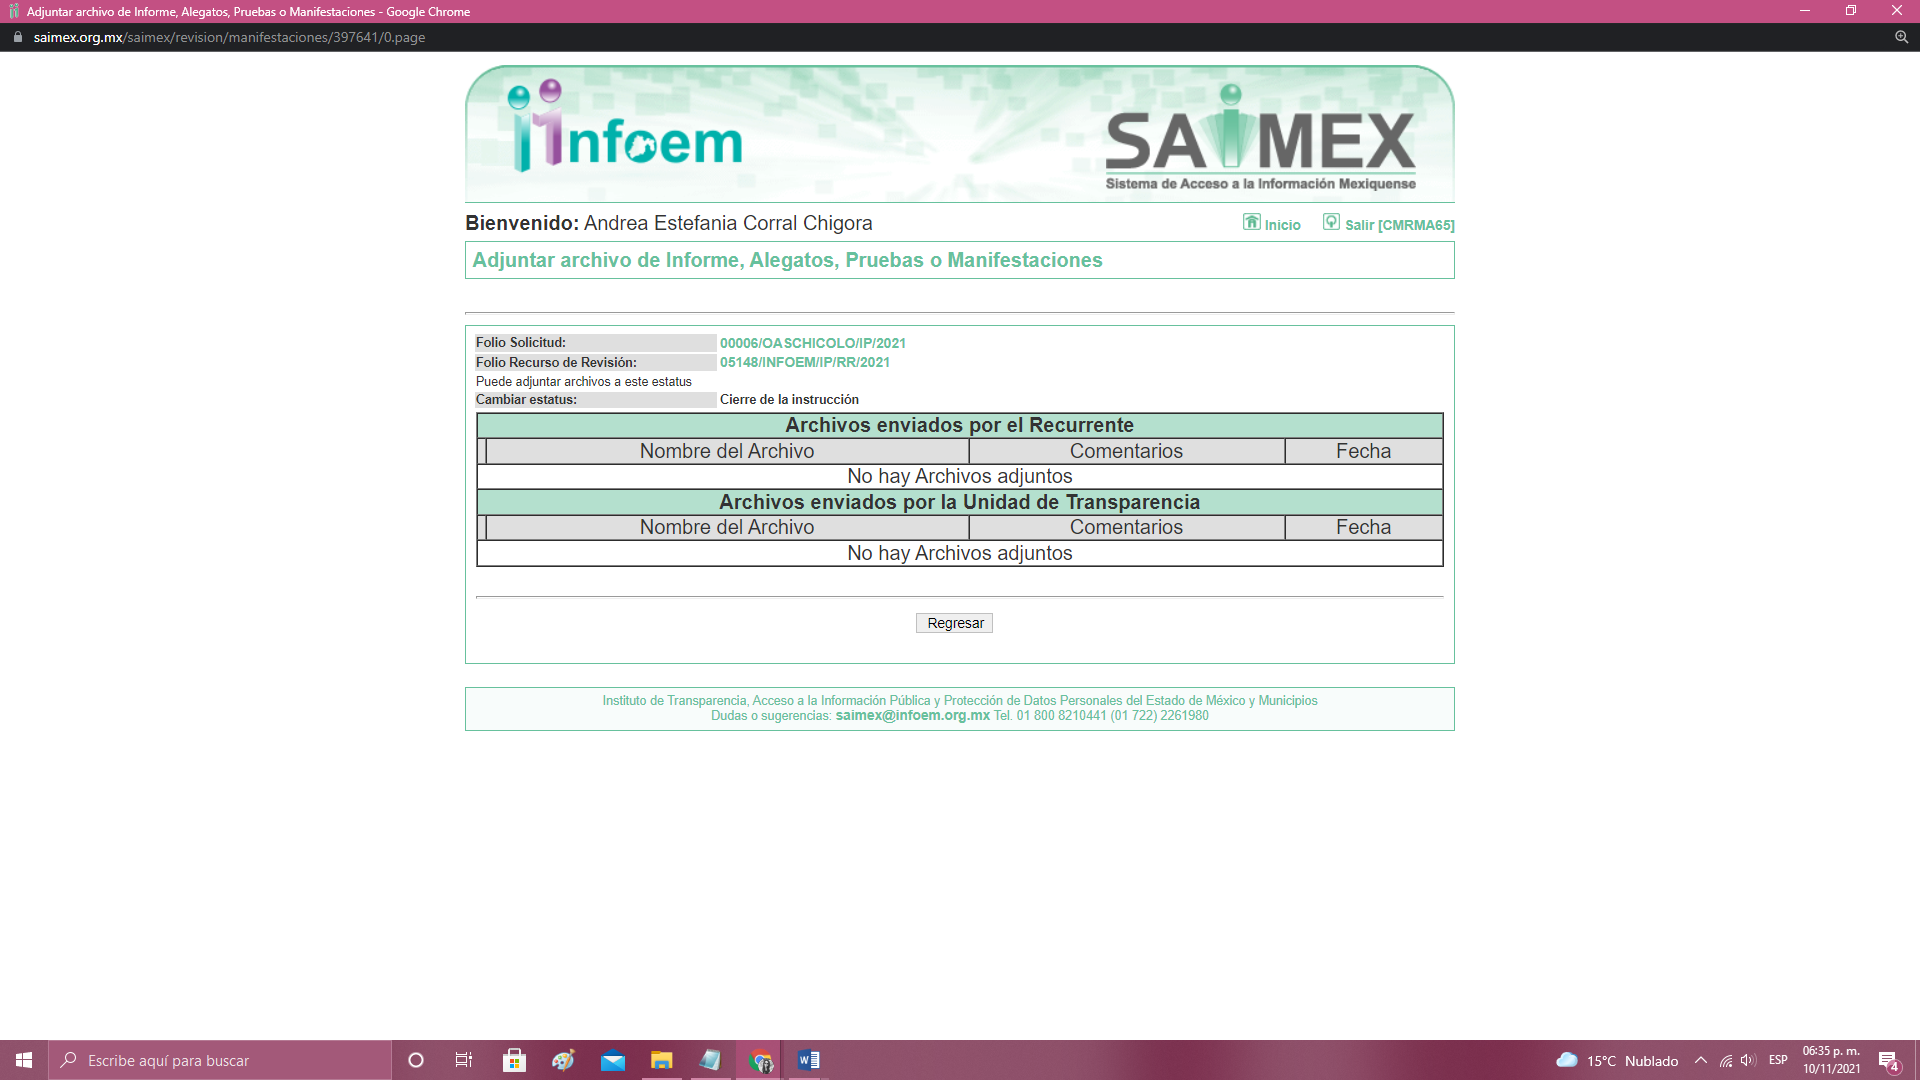 Adjuntar archivo de Informe, Alegatos, Pruebas o Manifestaciones - Google Chrome
saimex.org.mx/saimex/revision/manifestaciones/397641/0.page
infoem
SAIMEX
Sistema de Acceso a la Información Mexiquense
Bienvenido: Andrea Estefania Corral Chigora
Inicio Salir [CMRMA65]
Adjuntar archivo de Informe, Alegatos, Pruebas o Manifestaciones
Folio Solicitud: 00006/OASCHICOLO/IP/2021
Folio Recurso de Revisión: 05148/INFOEM/IP/RR/2021
Puede adjuntar archivos a este estatus
Cambiar estatus: Cierre de la instrucción
Archivos enviados por el Recurrente
Nombre del Archivo Comentarios Fecha
No hay Archivos adjuntos
Archivos enviados por la Unidad de Transparencia
Nombre del Archivo Comentarios Fecha
No hay Archivos adjuntos
Regresar
Instituto de Transparencia, Acceso a la Información Pública y Protección de Datos Personales del Estado de México y Municipios
Dudas o sugerencias: saimex@infoem.org.mx Tel. 01 800 8210441 (01 722) 2261980
Escribe aquí para buscar
15°C Nublado
ESP
06:35 p. m.
10/11/2021
4